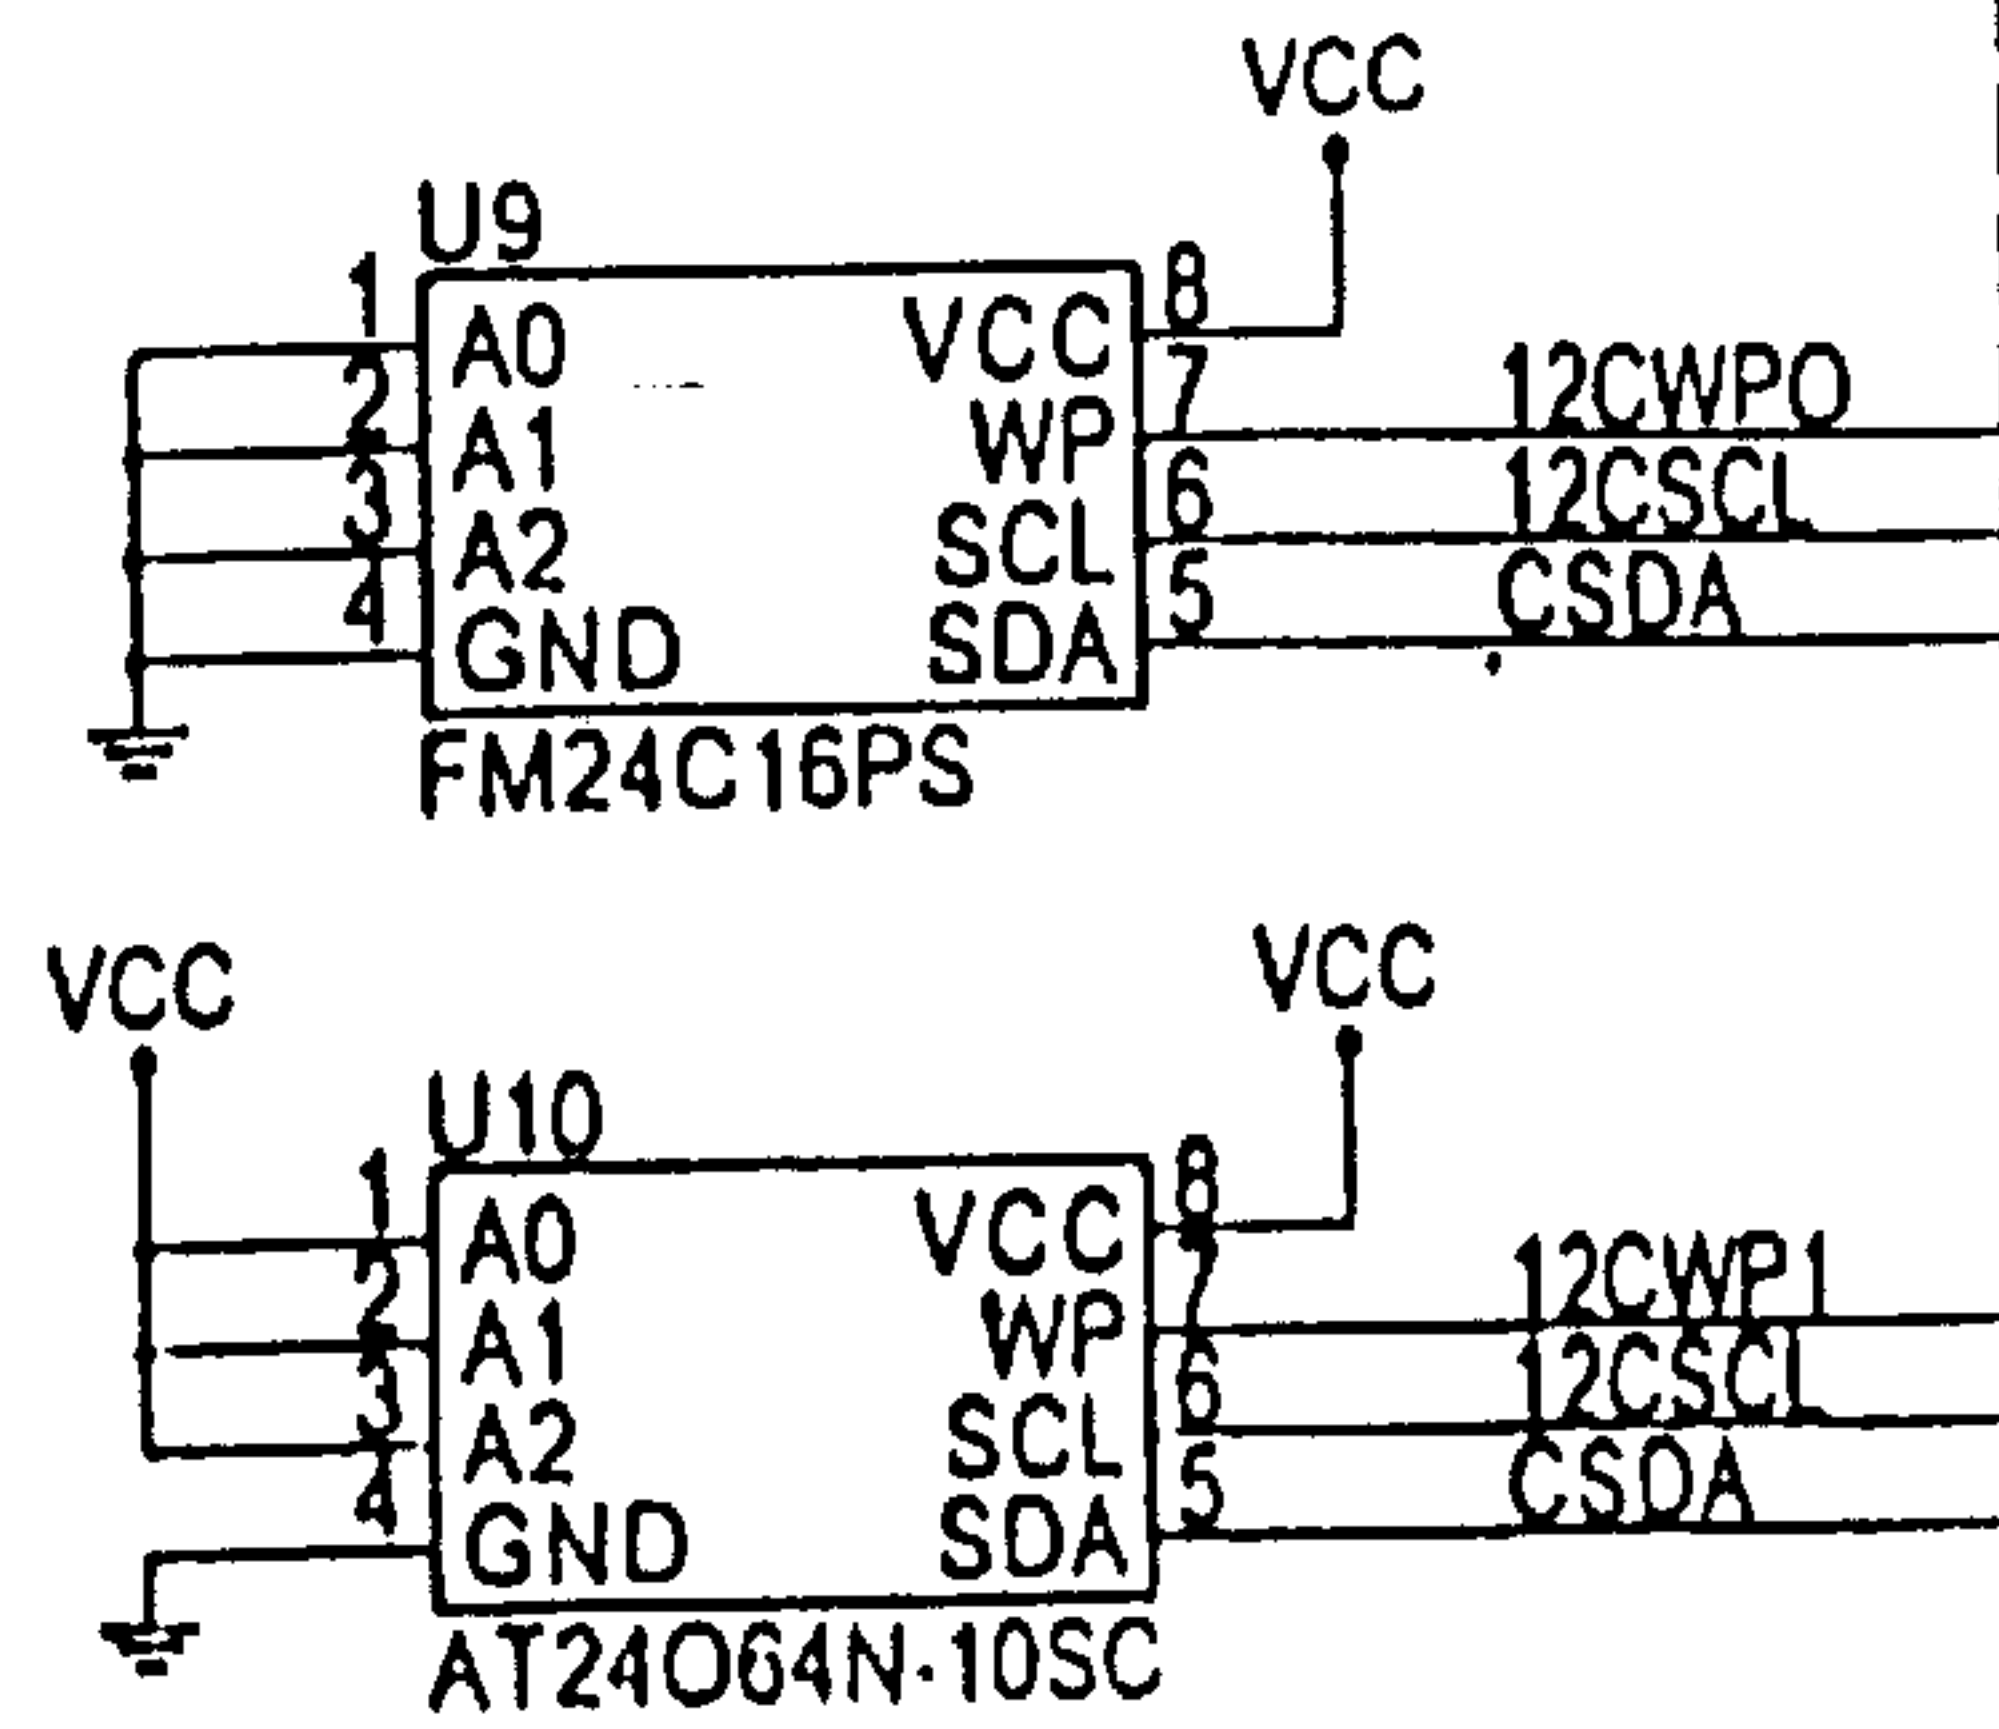 VCC
U9
1 A0 VCC 8
2 A1 WP 7 12CWPO
3 A2 SCL 6 12CSCL
4 GND SDA 5 CSDA
FM24C16PS
VCC VCC
U10
1 A0 VCC 8
2 A1 WP 7 12CWP1
3 A2 SCL 6 12CSCL
4 GND SDA 5 CSDA
AT24O64N-10SC